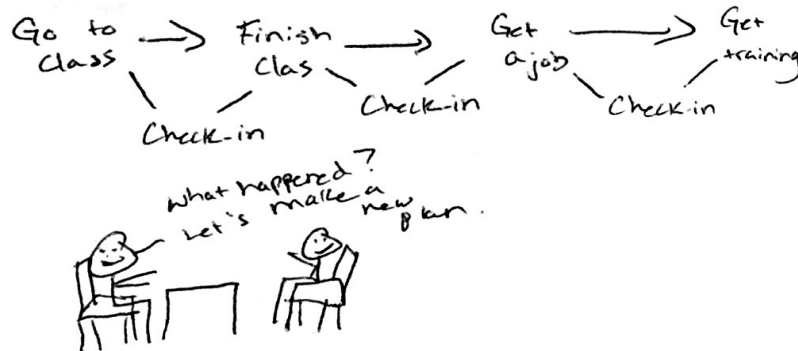 Go to
class
Finish
Clas
Get
a job
Get
training
Check-in
Check-in
Check-in
What happened?
Let's make a
new
plan.